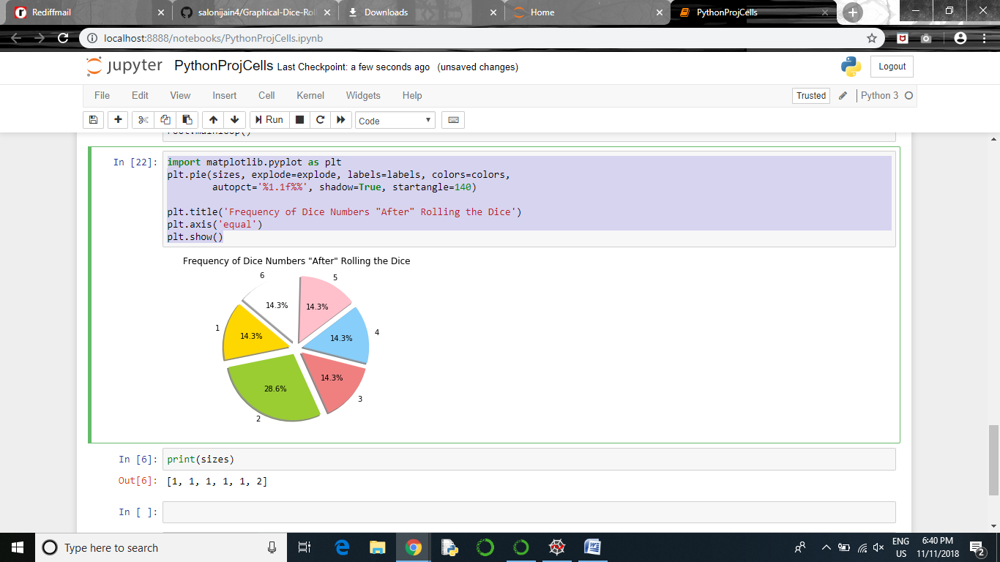 Rediffmail
salonijain4/Graphical-Dice-Rol
Downloads
Home
PythonProjCells
localhost:8888/notebooks/PythonProjCells.ipynb
jupyter PythonProjCells Last Checkpoint: a few seconds ago (unsaved changes)
Logout
File Edit View Insert Cell Kernel Widgets Help
Trusted
Python 3
Run
Code
In [22]:
import matplotlib.pyplot as plt
plt.pie(sizes, explode=explode, labels=labels, colors=colors,
autopct='%1.1f%%', shadow=True, startangle=140)
plt.title('Frequency of Dice Numbers "After" Rolling the Dice')
plt.axis('equal')
plt.show()
Frequency of Dice Numbers "After" Rolling the Dice
6
5
14.3%
14.3%
1
14.3%
14.3%
4
28.6%
14.3%
3
2
In [6]:
print(sizes)
Out[6]:
[1, 1, 1, 1, 1, 2]
In [ ]:
Type here to search
ENG
US
6:40 PM
11/11/2018
2